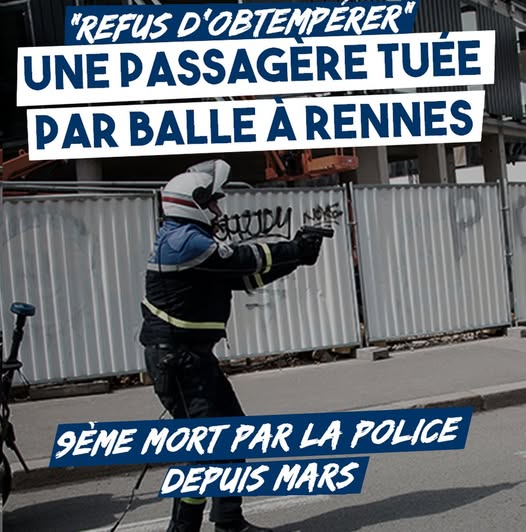 "REFUS D'OBTEMPÉRER"
UNE PASSAGÈRE TUÉE
PAR BALLE À RENNES
9ÈME MORT PAR LA POLICE
DEPUIS MARS